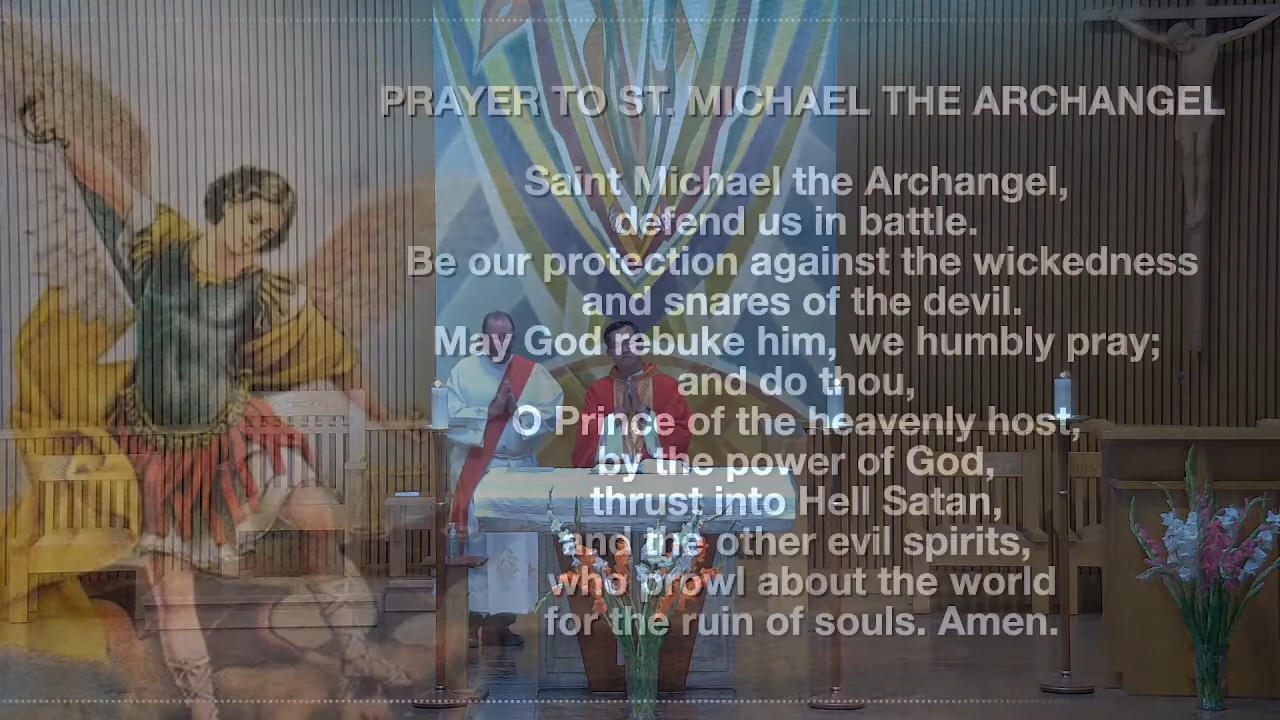 PRAYER TO ST. MICHAEL THE ARCHANGEL
Saint Michael the Archangel,
defend us in battle.
Be our protection against the wickedness
and snares of the devil.
May God rebuke him, we humbly pray;
and do thou,
O Prince of the heavenly host,
by the power of God,
thrust into Hell Satan,
and the other evil spirits,
who prowl about the world
for the ruin of souls. Amen.